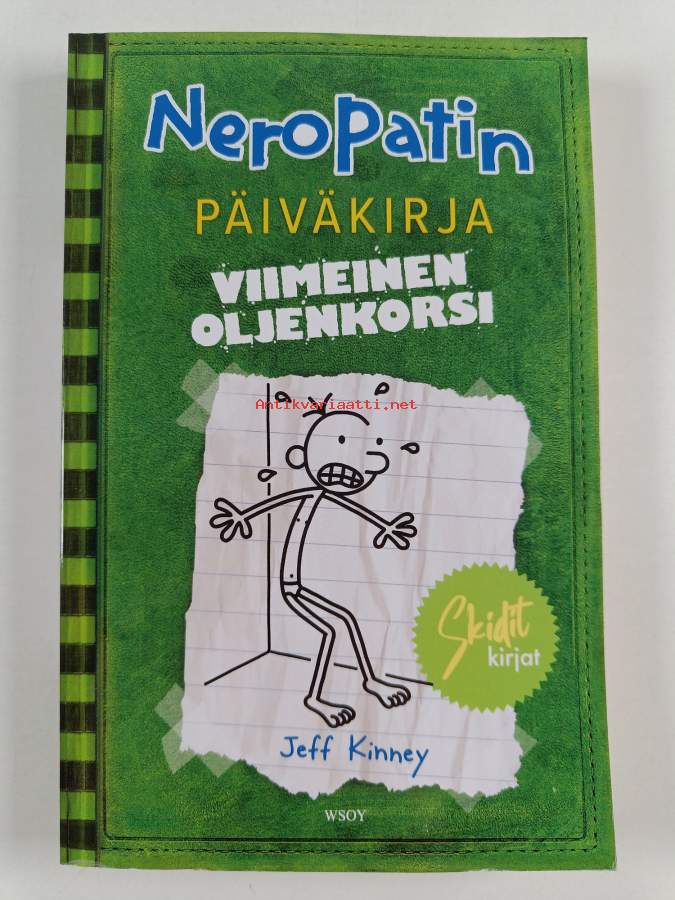 Neropatin
PÄIVÄKIRJA
VIIMEINEN
OLJENKORSI
Antikvariaatti.net
Skidit
kirjat
Jeff Kinney
WSOY